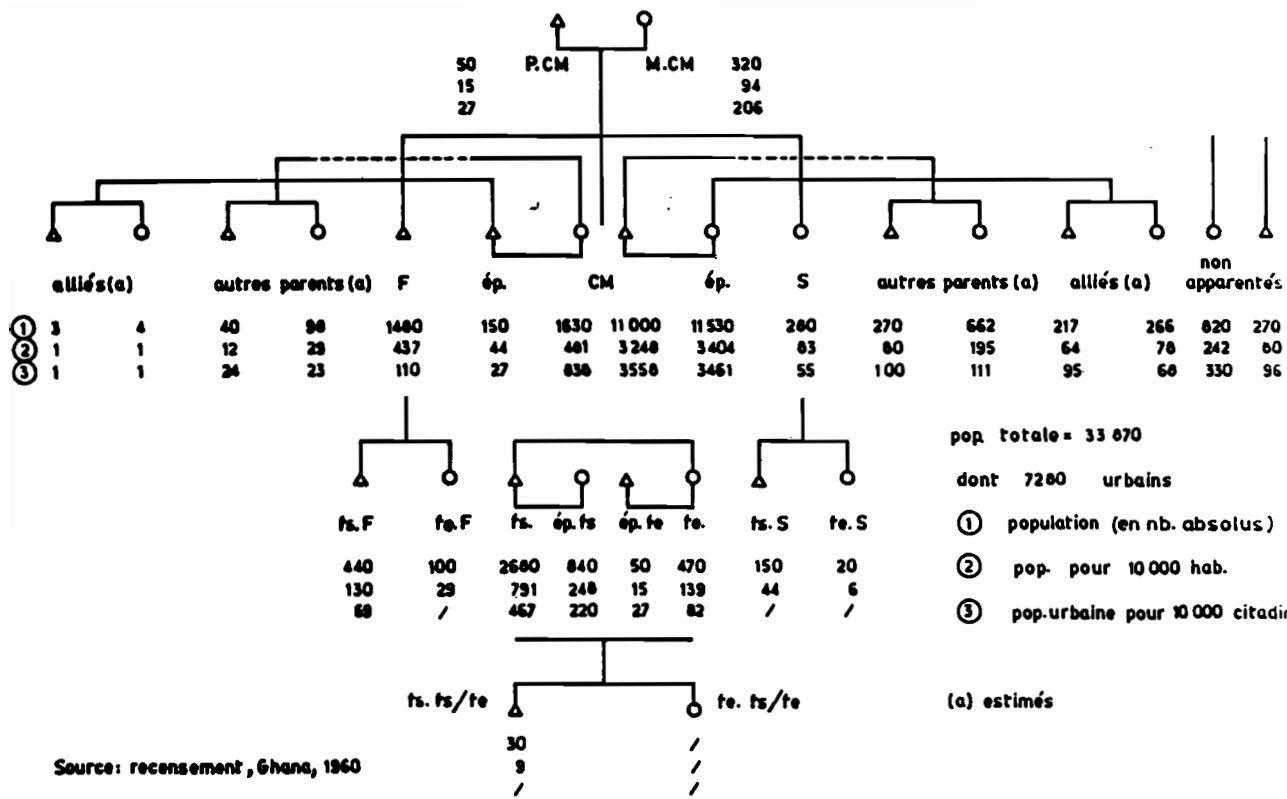 50 P.CM M.CM 320
15 94
27 206
alliés (a) autres parents (a) F ép. CM ép. S autres parents (a) alliés (a) non apparentés
① 3 4 40 98 1480 150 1630 11 000 11 530 280 270 662 217 266 820 270
② 1 1 12 29 437 44 481 3 248 3 404 83 80 195 64 78 242 80
③ 1 1 24 23 110 27 838 3558 3461 55 100 111 95 68 330 96
pop. totale = 33 870
dont 7280 urbains
fs. F fe. F fs. ép. fs ép. fe fe. fs. S fe. S
① population (en nb. absolus)
440 100 2680 840 50 470 150 20
② pop. pour 10 000 hab.
130 29 791 248 15 139 44 6
③ pop. urbaine pour 10 000
69 / 467 220 27 82 / /
fs. fs/fe fe. fs/fe
(a) estimés
30 /
Source: recensement, Ghana, 1960
9 /
/ /